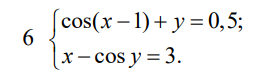 6 { cos(x – 1) + y = 0,5;
x – cos y = 3.